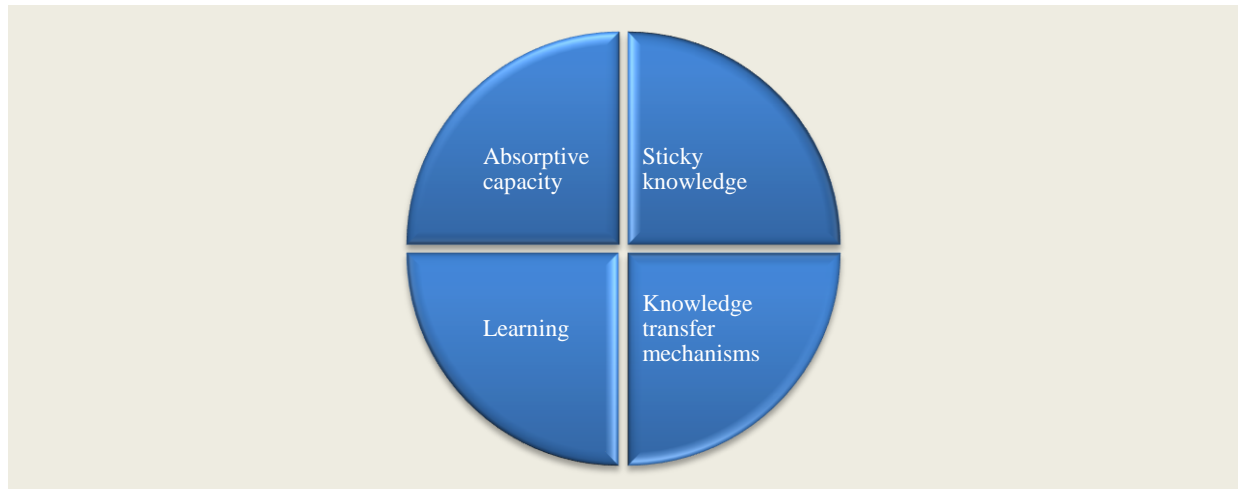 Absorptive
capacity
Sticky
knowledge
Learning
Knowledge
transfer
mechanisms